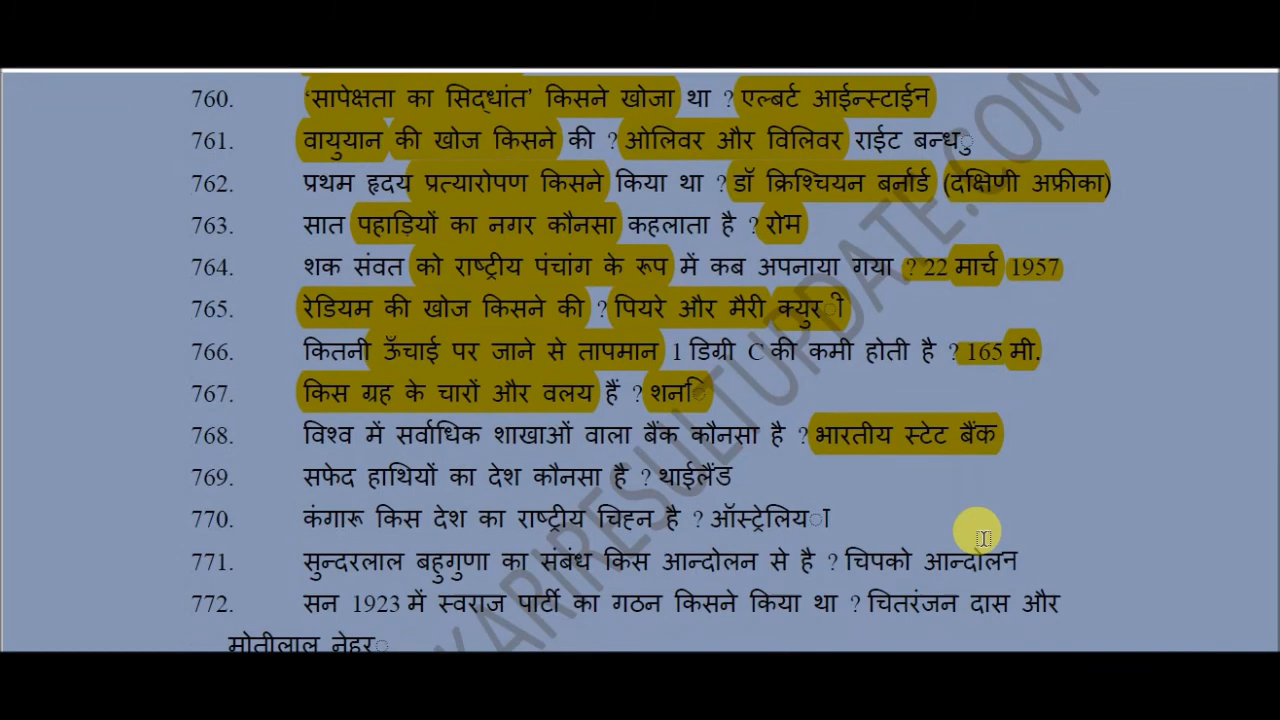 760. ‘सापेक्षता का सिद्धांत’ किसने खोजा था ? एल्बर्ट आईन्स्टाईन
761. वायुयान की खोज किसने की ? ओलिवर और विलिवर राईट बन्धु
762. प्रथम हृदय प्रत्यारोपण किसने किया था ? डॉ क्रिश्चियन बर्नार्ड (दक्षिणी अफ्रीका)
763. सात पहाड़ियों का नगर कौनसा कहलाता है ? रोम
764. शक संवत को राष्ट्रीय पंचांग के रूप में कब अपनाया गया ? 22 मार्च 1957
765. रेडियम की खोज किसने की ? पियरे और मैरी क्युरी
766. कितनी ऊँचाई पर जाने से तापमान 1 डिग्री C की कमी होती है ? 165 मी.
767. किस ग्रह के चारों और वलय हैं ? शनि
768. विश्व में सर्वाधिक शाखाओं वाला बैंक कौनसा है ? भारतीय स्टेट बैंक
769. सफेद हाथियों का देश कौनसा है ? थाईलैंड
770. कंगारू किस देश का राष्ट्रीय चिह्न है ? ऑस्ट्रेलिया
771. सुन्दरलाल बहुगुणा का संबंध किस आन्दोलन से है ? चिपको आन्दोलन
772. सन 1923 में स्वराज पार्टी का गठन किसने किया था ? चितरंजन दास और
मोतीलाल नेहरु
KARIRESULTUPDATE.COM